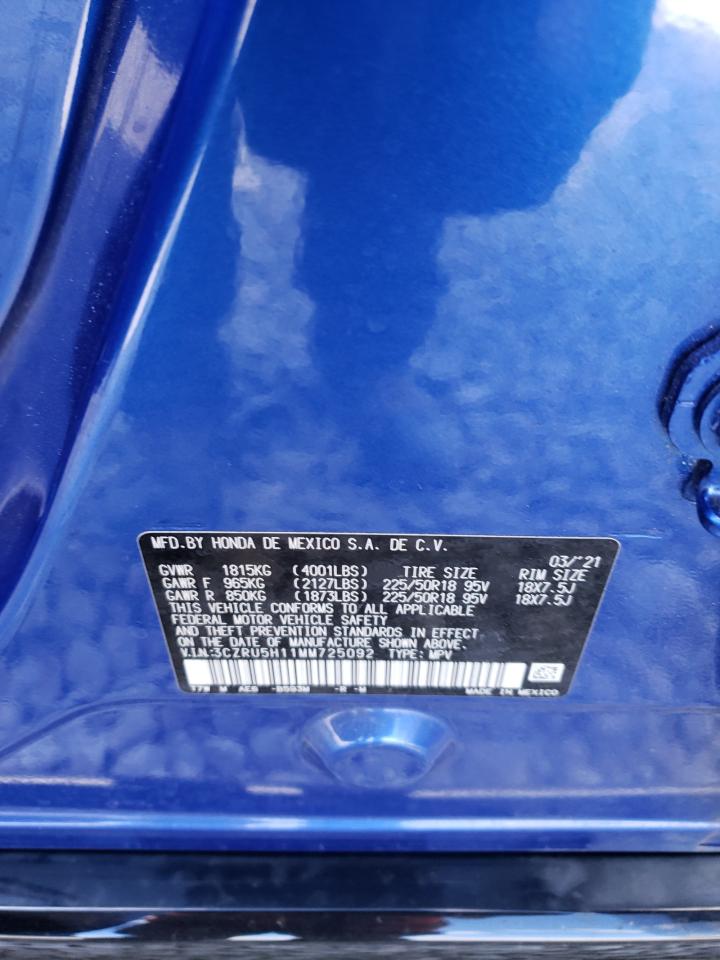 MFD.BY HONDA DE MEXICO S.A. DE C.V.
03/'21
GVWR 1815KG (4001LBS) TIRE SIZE RIM SIZE
GAWR F 965KG (2127LBS) 225/50R18 95V 18X7.5J
GAWR R 850KG (1873LBS) 225/50R18 95V 18X7.5J
THIS VEHICLE CONFORMS TO ALL APPLICABLE
FEDERAL MOTOR VEHICLE SAFETY
AND THEFT PREVENTION STANDARDS IN EFFECT
ON THE DATE OF MANUFACTURE SHOWN ABOVE.
V.I.N:3CZRU5H11MM725092 TYPE: MPV
T7W M AES -B593M -R -M MADE IN MEXICO